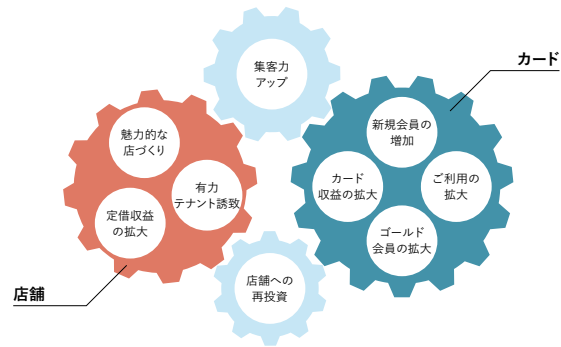 カード
集客力
アップ
魅力的な
店づくり
有力
テナント誘致
定借収益
の拡大
新規会員の
増加
カード
収益の拡大
ご利用の
拡大
ゴールド
会員の拡大
店舗への
再投資
店舗